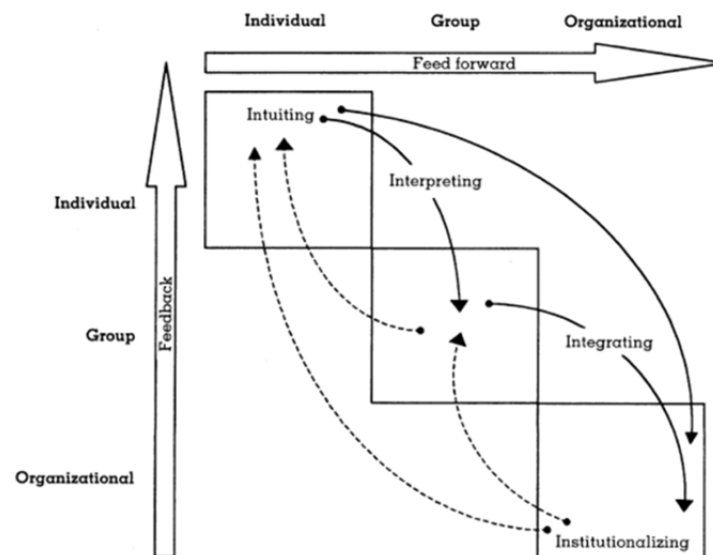 Individual Group Organizational
Feed forward
Intuiting
Interpreting
Individual
Feedback
Group
Integrating
Organizational
Institutionalizing